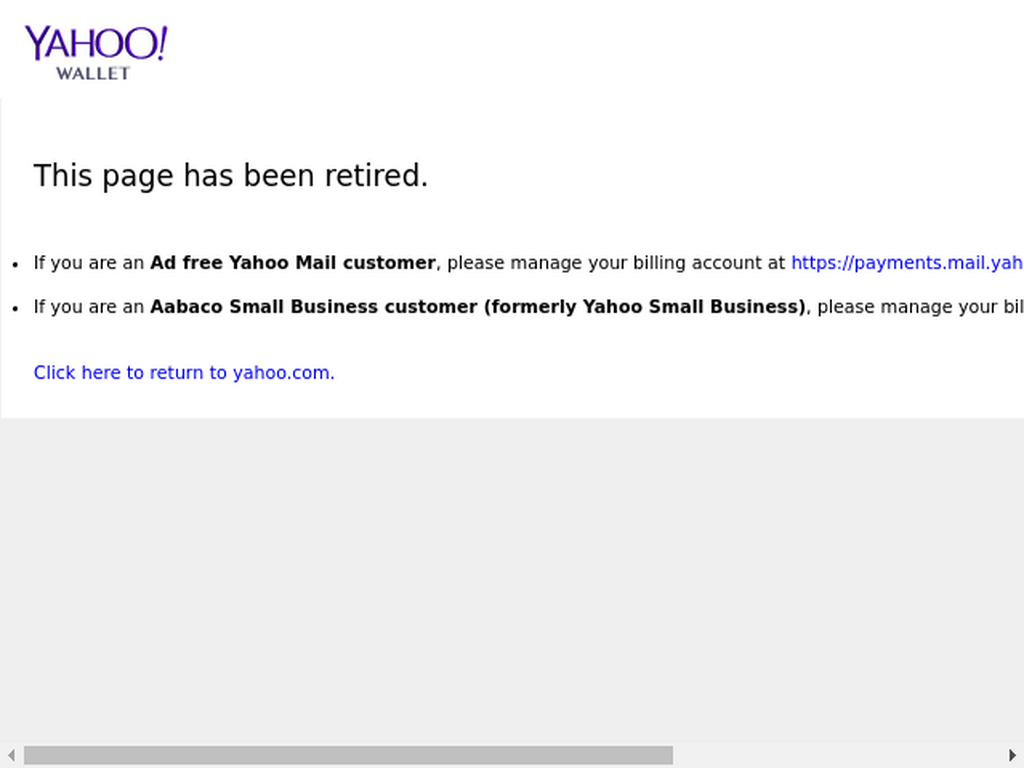 YAHOO!
WALLET
This page has been retired.
• If you are an Ad free Yahoo Mail customer, please manage your billing account at https://payments.mail.yah
• If you are an Aabaco Small Business customer (formerly Yahoo Small Business), please manage your bil
Click here to return to yahoo.com.